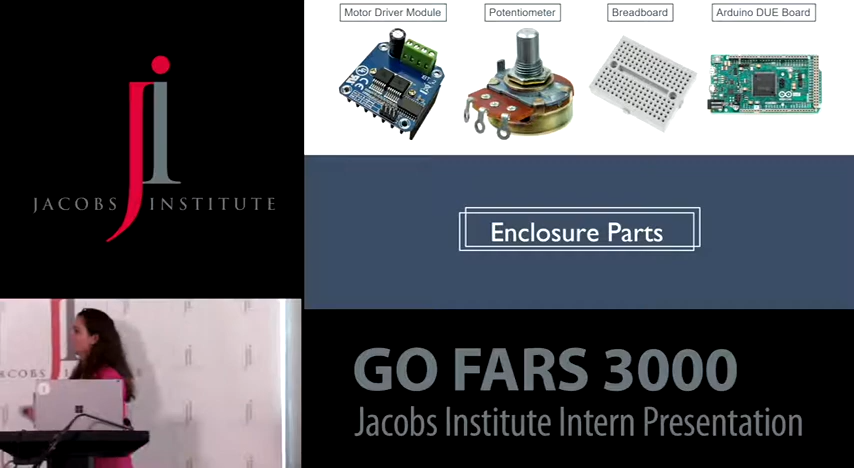 Motor Driver Module
Potentiometer
Breadboard
Arduino DUE Board
ji
JACOBS INSTITUTE
Enclosure Parts
GO FARS 3000
Jacobs Institute Intern Presentation